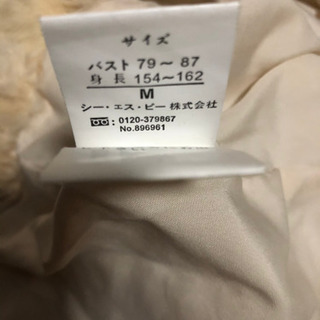 サイズ
バスト 79～ 87
身 長 154～162
M
シー・エス・ピー 株式会社
: 0120-379867
No.896961